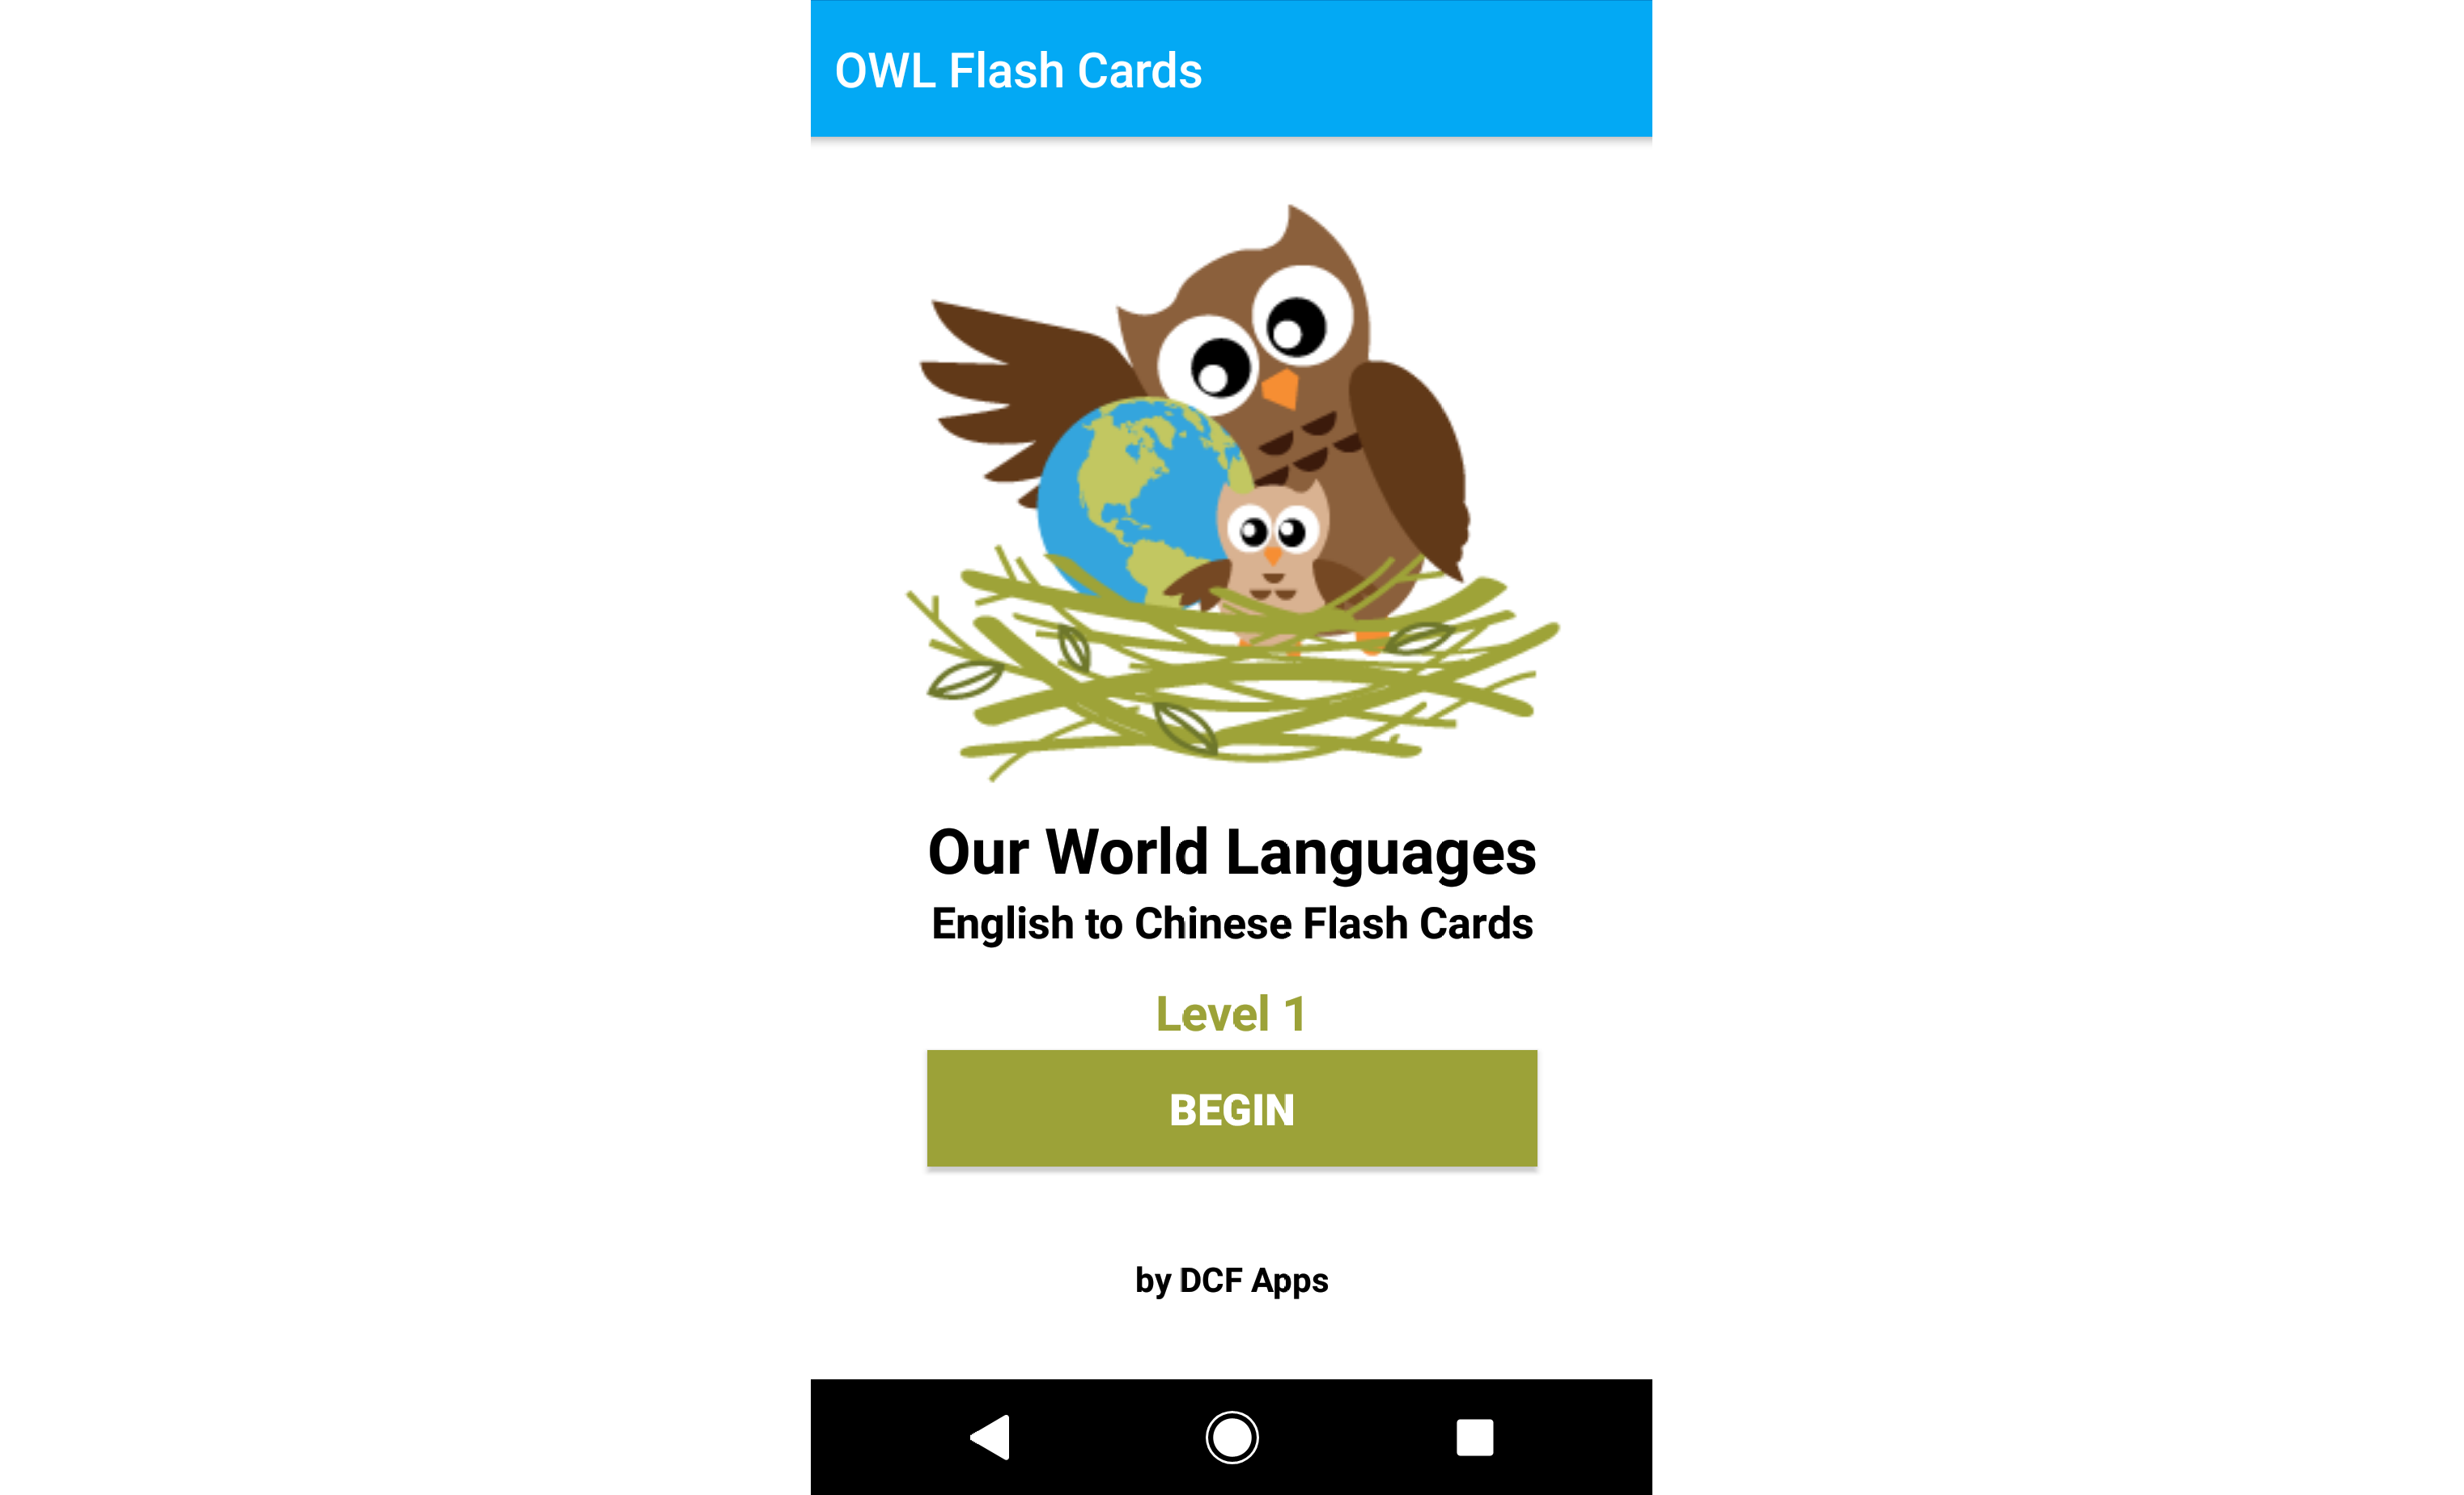 OWL Flash Cards
Our World Languages
English to Chinese Flash Cards
Level 1
BEGIN
by DCF Apps